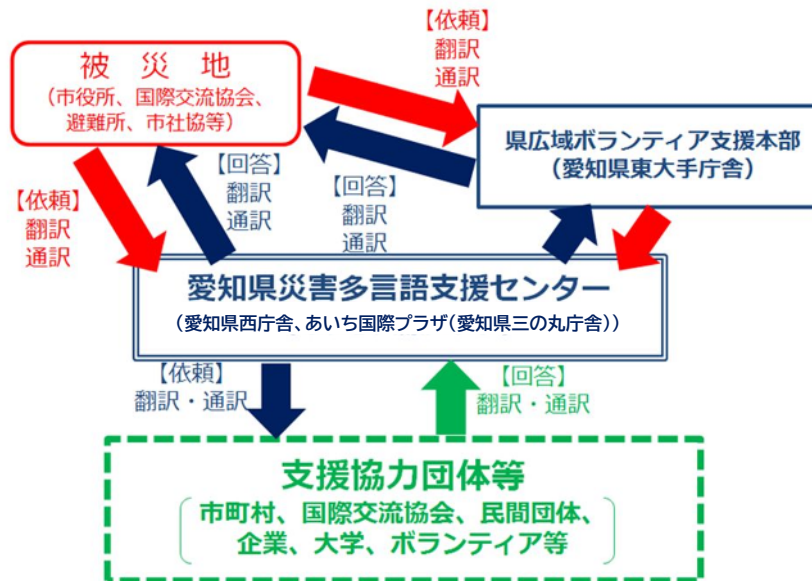 【依頼】
翻訳
通訳
被 災 地
（市役所、国際交流協会、
避難所、市社協等）
県広域ボランティア支援本部
（愛知県東大手庁舎）
【回答】
翻訳
通訳
【回答】
翻訳
通訳
【依頼】
翻訳
通訳
愛知県災害多言語支援センター
（愛知県西庁舎、あいち国際プラザ（愛知県三の丸庁舎））
【依頼】
翻訳・通訳
【回答】
翻訳・通訳
支援協力団体等
市町村、国際交流協会、民間団体、
企業、大学、ボランティア等